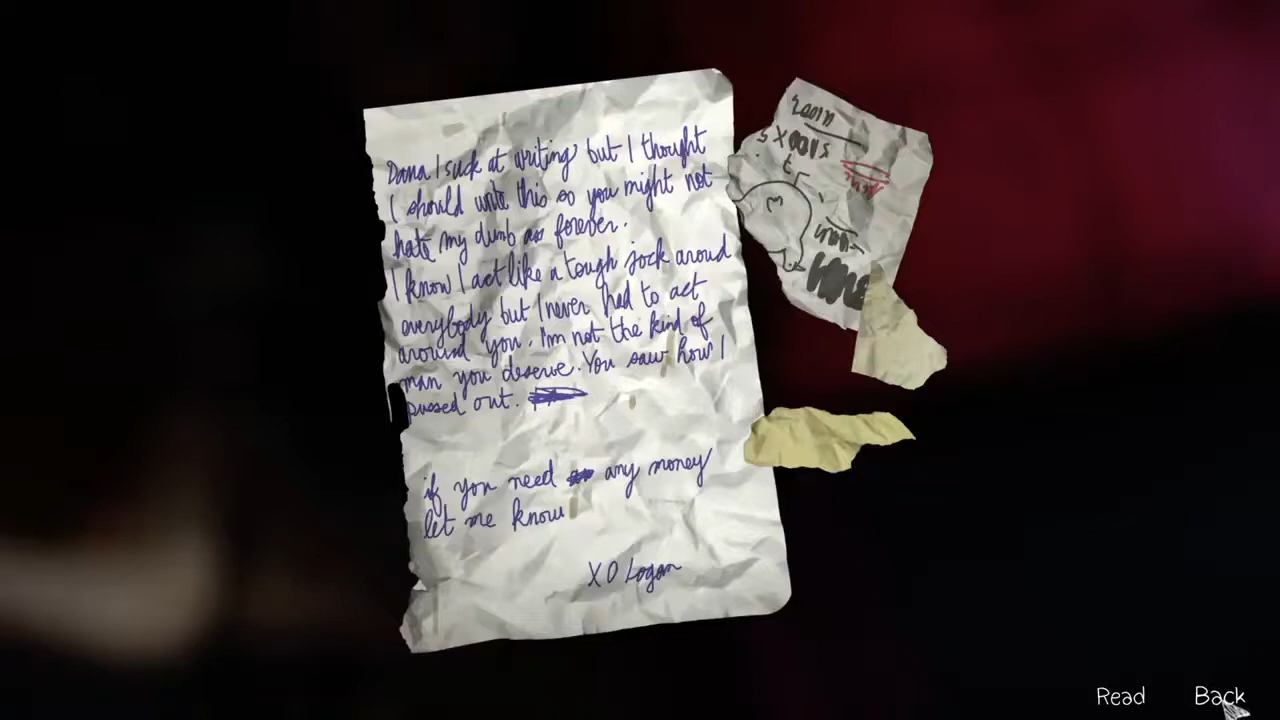 Dana I suck at writing but I thought
I should write this so you might not
hate my dumb ass forever.
I know I act like a tough jock aroud
everybody but I never had to act
around you. I'm not the kind of
man you deserve. You saw how I
pussed out.
if you need any money
let me know
XO Logan
Read
Back